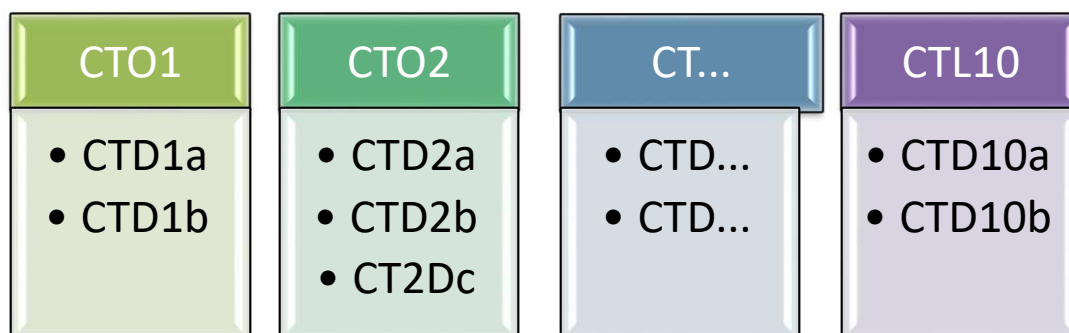 CTO1
• CTD1a
• CTD1b
CTO2
• CTD2a
• CTD2b
• CT2Dc
CT...
• CTD...
• CTD...
CTL10
• CTD10a
• CTD10b